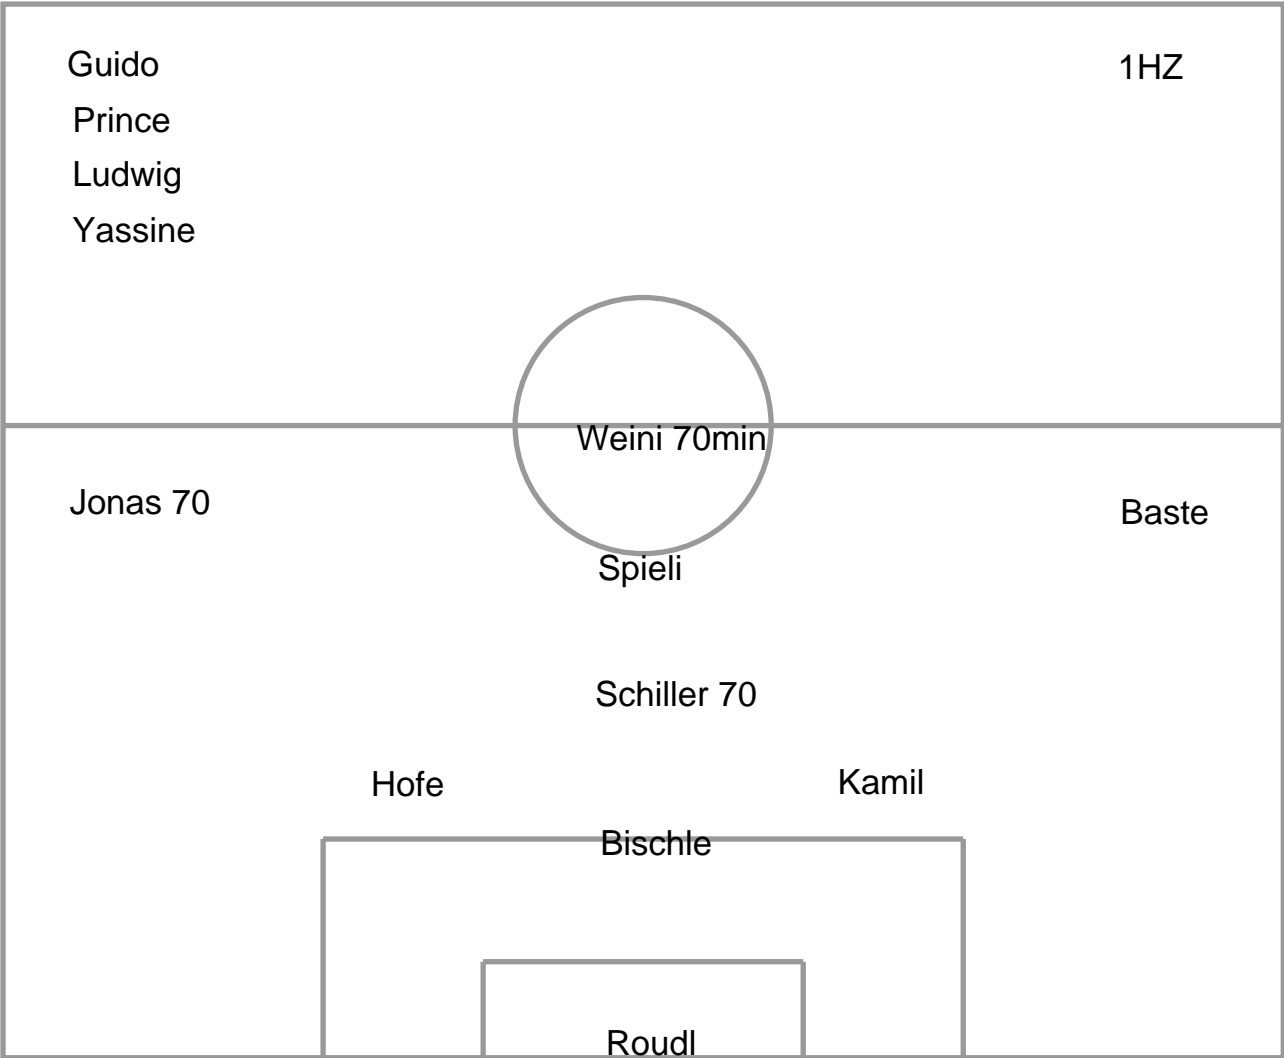 Guido
1HZ
Prince
Ludwig
Yassine
Weini 70min
Jonas 70
Baste
Spieli
Schiller 70
Hofe
Kamil
Bischle
Roudl